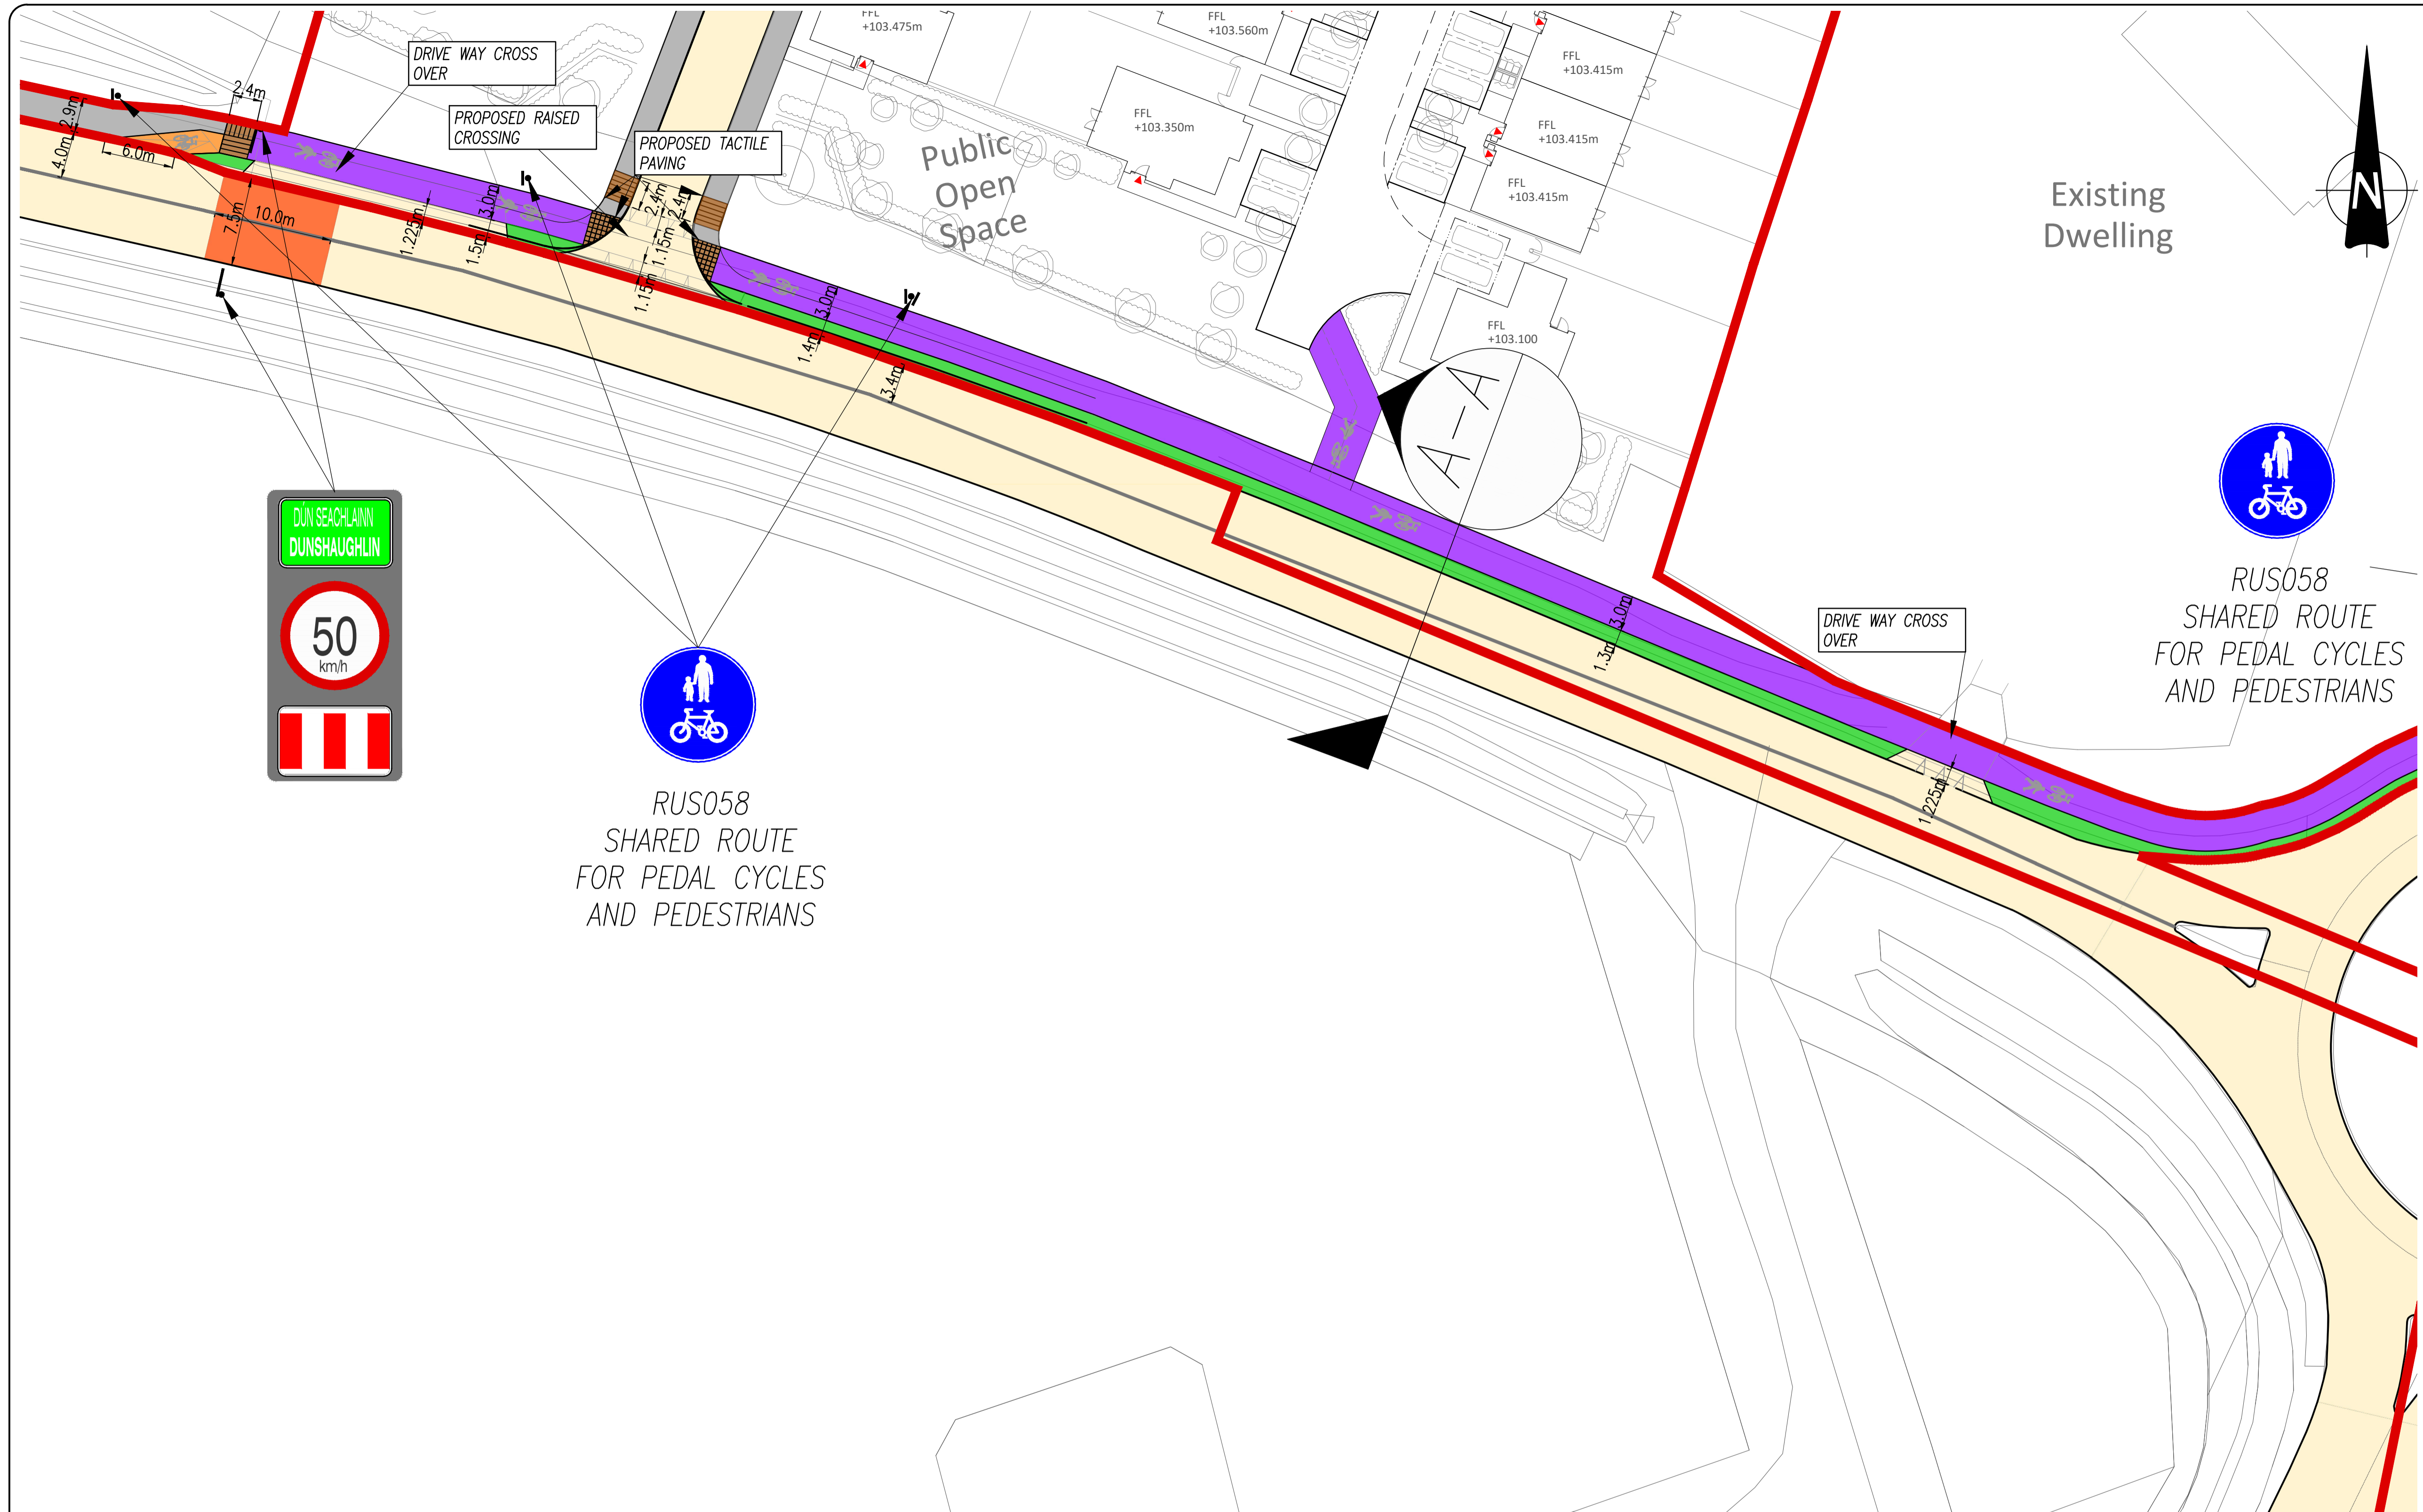 FFL
+103.475m
FFL
+103.560m
DRIVE WAY CROSS
OVER
FFL
+103.415m
2.4m
2.9m
PROPOSED RAISED
CROSSING
FFL
+103.350m
FFL
+103.415m
4.0m
6.0m
PROPOSED TACTILE
PAVING
Public
Open
Space
FFL
+103.415m
Existing
Dwelling
N
7.5m
10.0m
1.225m
3.0m
1.5m
2.4m
2.4m
1.15m
1.15m
3.0m
1.4m
3.4m
FFL
+103.100
A-A
DÚN SEACHLAINN
DUNSHAUGHLIN
50
km/h
RUS058
SHARED ROUTE
FOR PEDAL CYCLES
AND PEDESTRIANS
3.0m
1.3m
DRIVE WAY CROSS
OVER
1.225m
RUS058
SHARED ROUTE
FOR PEDAL CYCLES
AND PEDESTRIANS